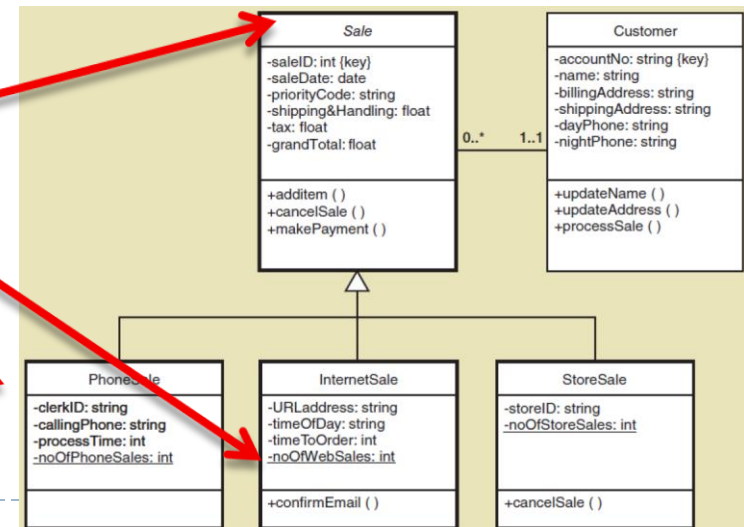 Sale
-saleID: int {key}
-saleDate: date
-priorityCode: string
-shipping&Handling: float
-tax: float
-grandTotal: float
+additem ( )
+cancelSale ( )
+makePayment ( )
0..*
1..1
Customer
-accountNo: string {key}
-name: string
-billingAddress: string
-shippingAddress: string
-dayPhone: string
-nightPhone: string
+updateName ( )
+updateAddress ( )
+processSale ( )
PhoneSale
-clerkID: string
-callingPhone: string
-processTime: int
-noOfPhoneSales: int
InternetSale
-URLaddress: string
-timeOfDay: string
-timeToOrder: int
-noOfWebSales: int
+confirmEmail ( )
StoreSale
-storeID: string
-noOfStoreSales: int
+cancelSale ( )